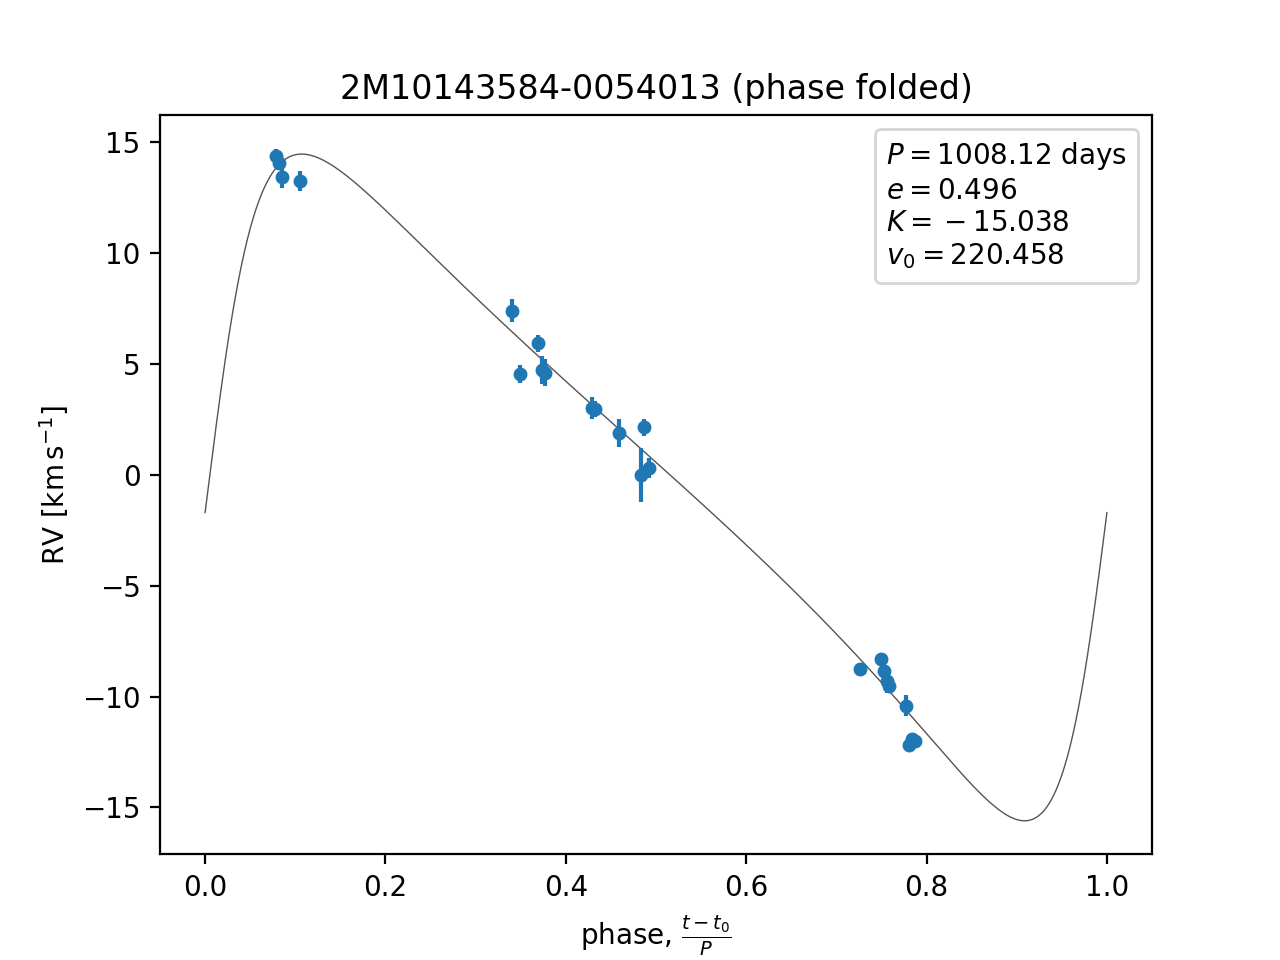 2M10143584-0054013 (phase folded)
P = 1008.12 days
e = 0.496
K = −15.038
v₀ = 220.458
15
10
5
0
−5
−10
−15
RV [km s⁻¹]
0.0 0.2 0.4 0.6 0.8 1.0
phase, (t − t₀)/P